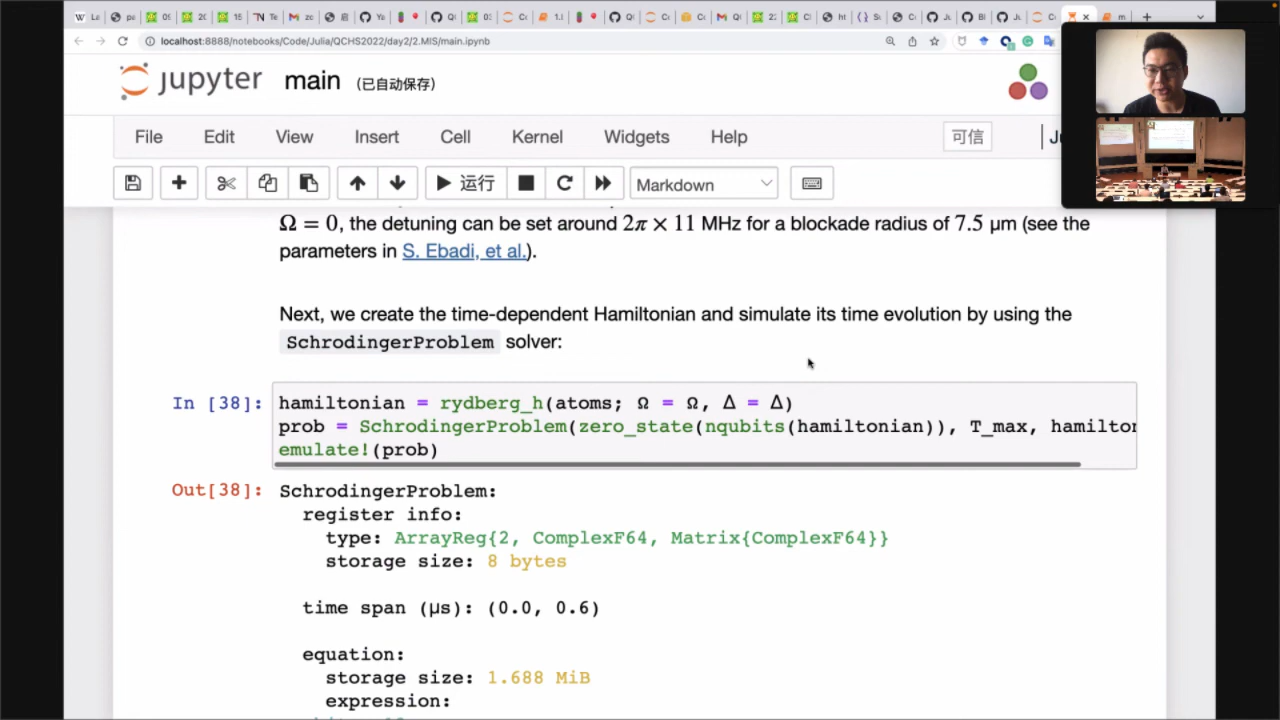 localhost:8888/notebooks/Code/Julia/QCHS2022/day2/2.MIS/main.ipynb
jupyter main (已自动保存)
File Edit View Insert Cell Kernel Widgets Help 可信
运行 Markdown
Ω = 0, the detuning can be set around 2π × 11 MHz for a blockade radius of 7.5 µm (see the
parameters in S. Ebadi, et al.).
Next, we create the time-dependent Hamiltonian and simulate its time evolution by using the
SchrodingerProblem solver:
In [38]: hamiltonian = rydberg_h(atoms; Ω = Ω, Δ = Δ)
prob = SchrodingerProblem(zero_state(nqubits(hamiltonian)), T_max, hamilton
emulate!(prob)
Out[38]: SchrodingerProblem:
register info:
type: ArrayReg{2, ComplexF64, Matrix{ComplexF64}}
storage size: 8 bytes
time span (µs): (0.0, 0.6)
equation:
storage size: 1.688 MiB
expression: